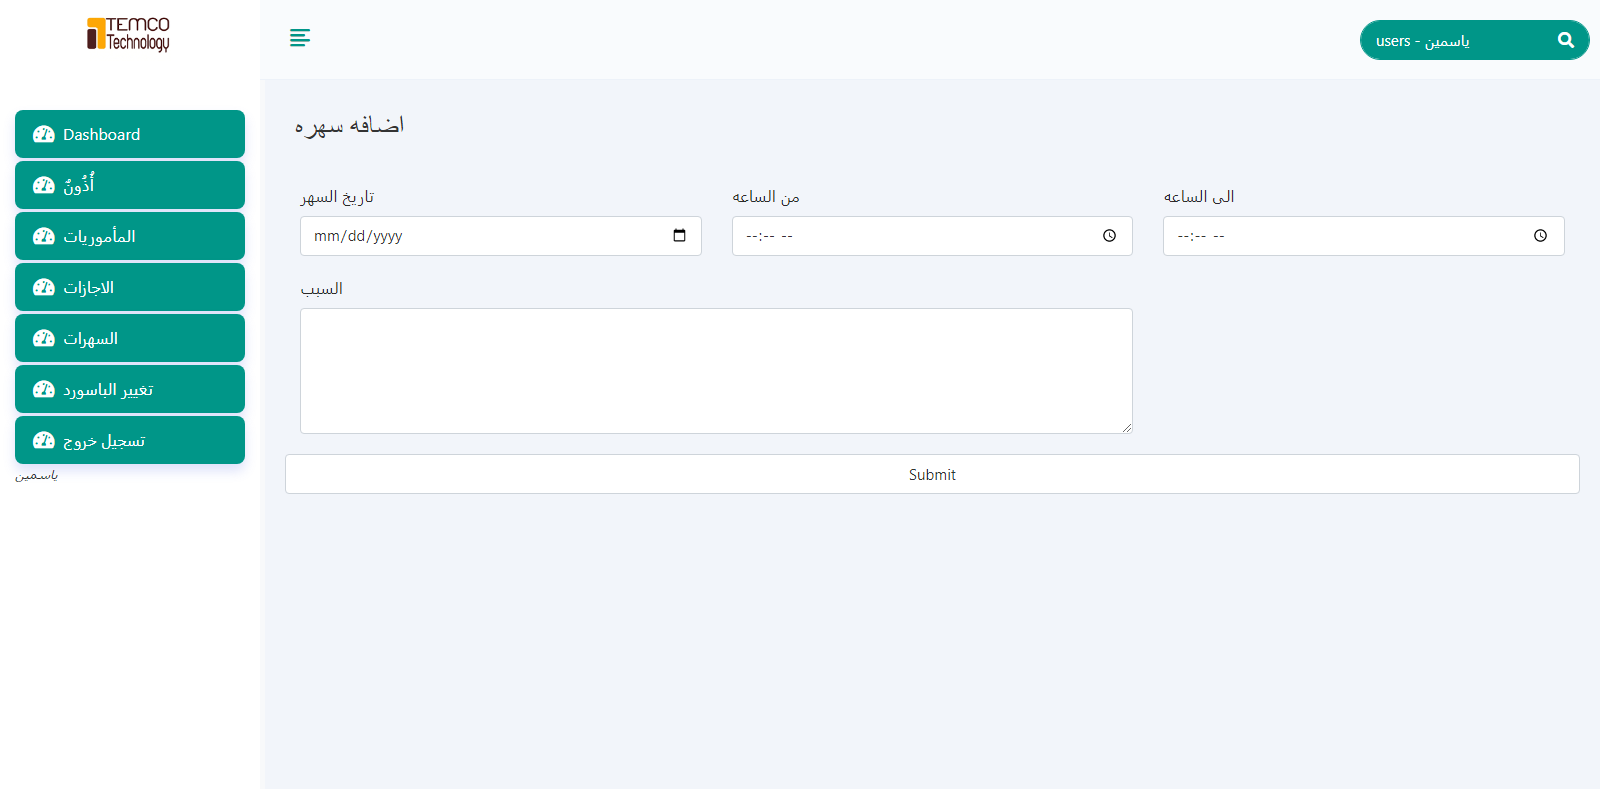 TEMCO
Technology
users - ياسمين
Dashboard
أُذُونٌ
المأموريات
الاجازات
السهرات
تغيير الباسورد
تسجيل خروج
ياسمين
اضافه سهره
تاريخ السهر
من الساعه
الى الساعه
mm/dd/yyyy
--:-- --
--:-- --
السبب
Submit